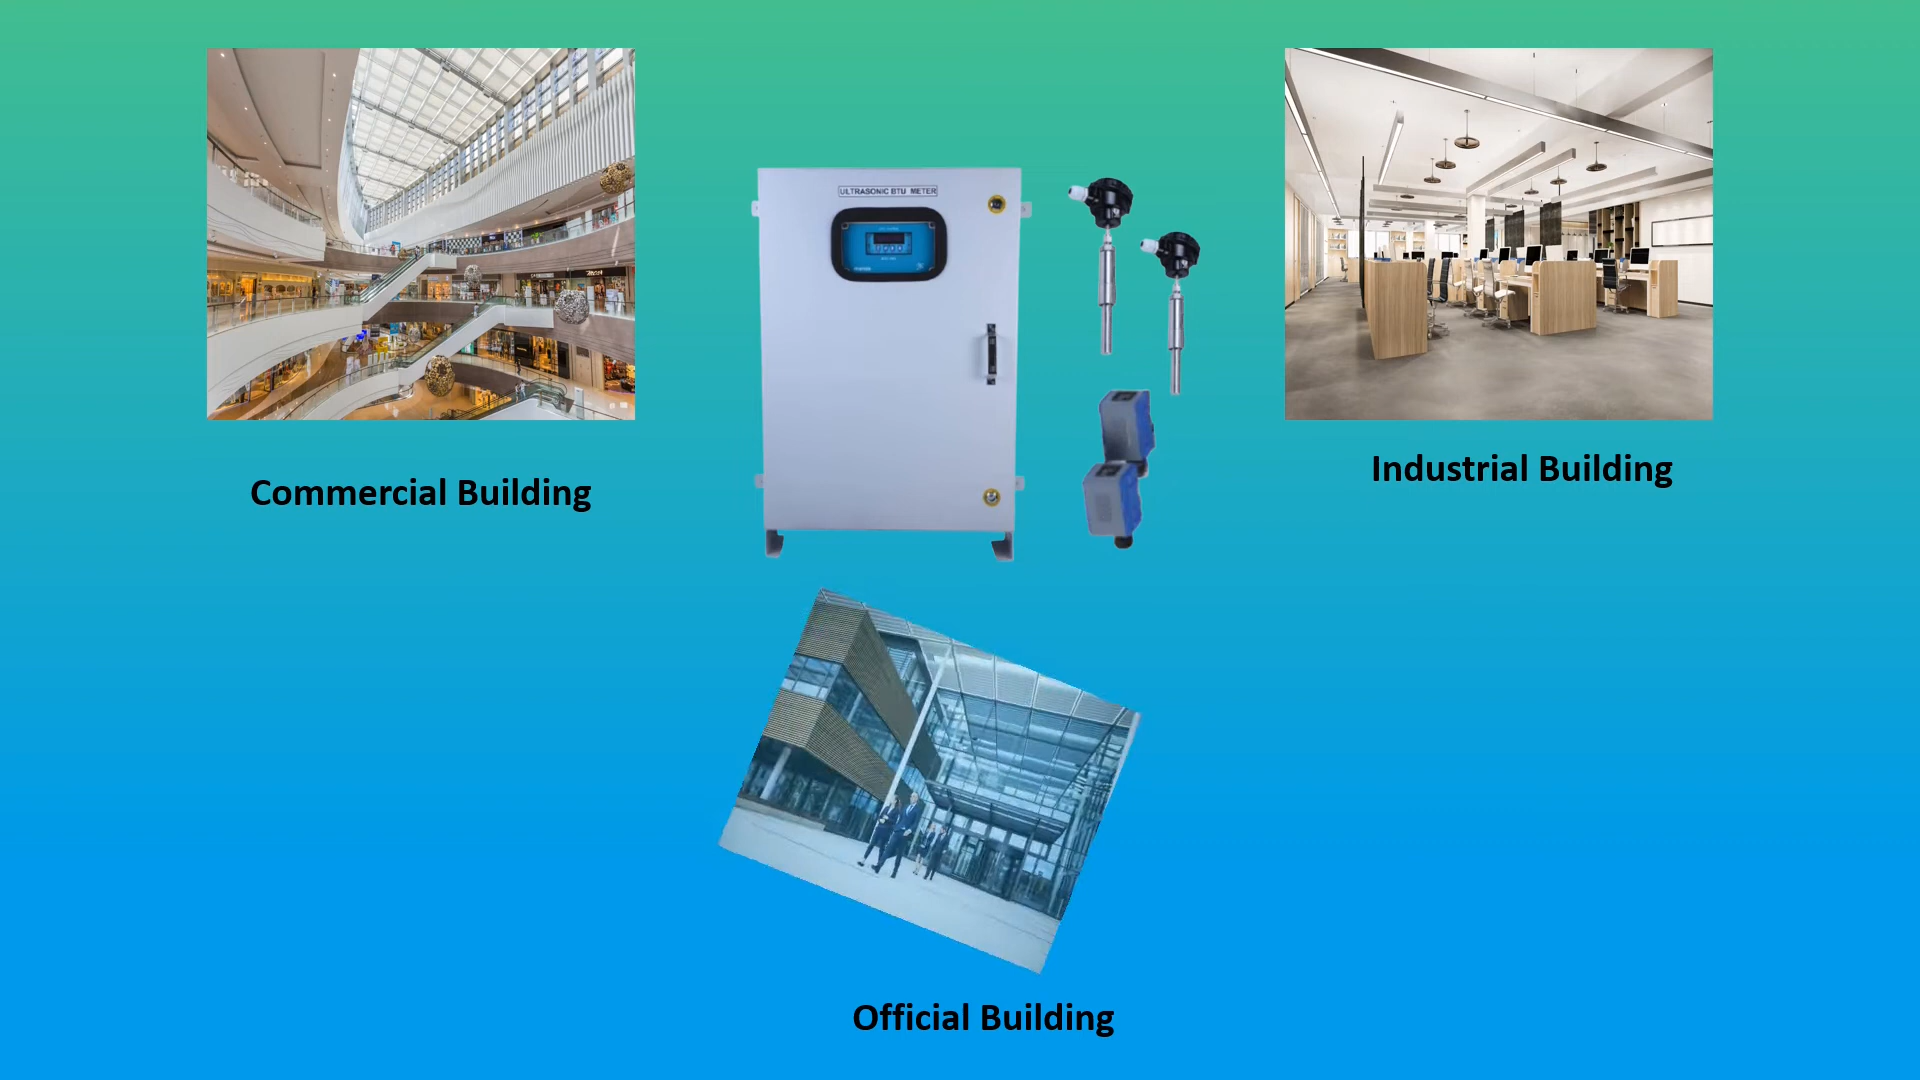 ULTRASONIC BTU METER
Commercial Building
Industrial Building
Official Building